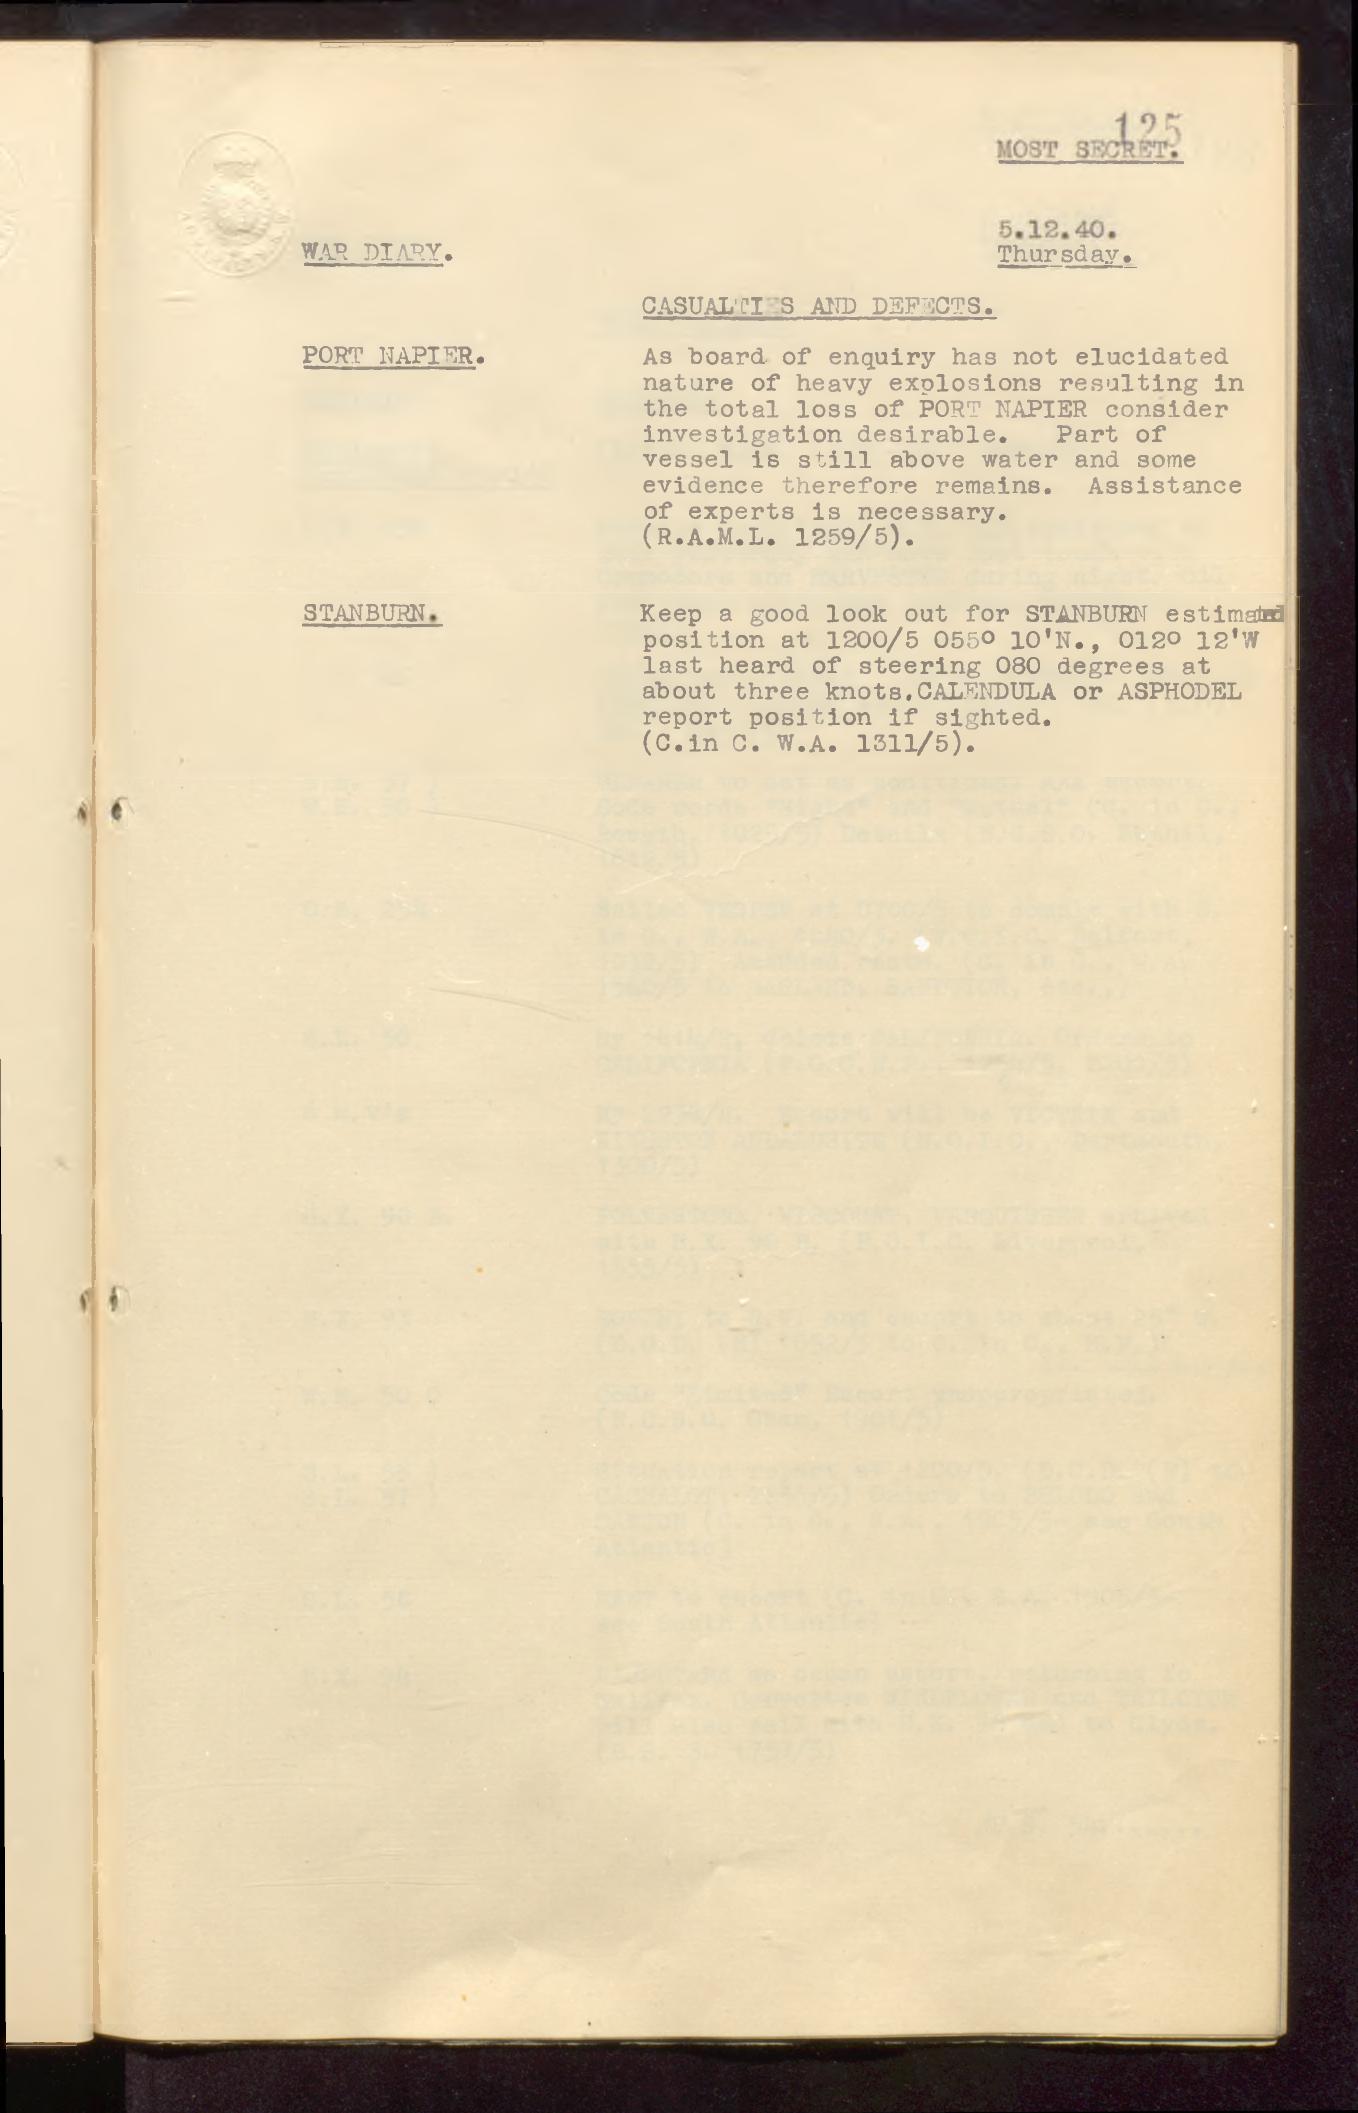 125
MOST SECRET.
5.12.40.
WAR DIARY.
Thursday.
CASUALTIES AND DEFECTS.
PORT NAPIER.
As board of enquiry has not elucidated
nature of heavy explosions resulting in
the total loss of PORT NAPIER consider
investigation desirable. Part of
vessel is still above water and some
evidence therefore remains. Assistance
of experts is necessary.
(R.A.M.L. 1259/5).
STANBURN.
Keep a good look out for STANBURN estimated
position at 1200/5 055º 10'N., 012º 12'W
last heard of steering 080 degrees at
about three knots.CALENDULA or ASPHODEL
report position if sighted.
(C.in C. W.A. 1311/5).